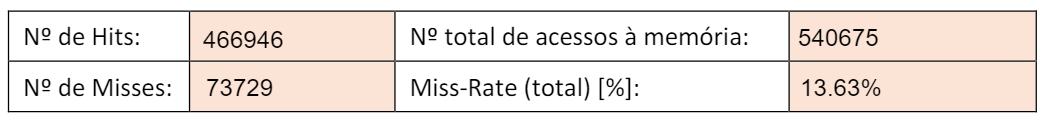 Nº de Hits: 466946 Nº total de acessos à memória: 540675
Nº de Misses: 73729 Miss-Rate (total) [%]: 13.63%